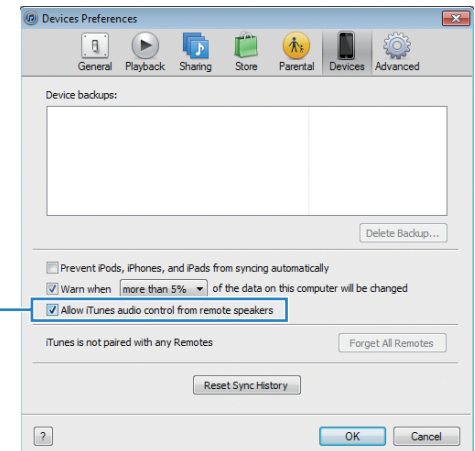 Devices Preferences
General Playback Sharing Store Parental Devices Advanced
Device backups:
Delete Backup...
Prevent iPods, iPhones, and iPads from syncing automatically
Warn when more than 5% of the data on this computer will be changed
Allow iTunes audio control from remote speakers
iTunes is not paired with any Remotes Forget All Remotes
Reset Sync History
? OK Cancel